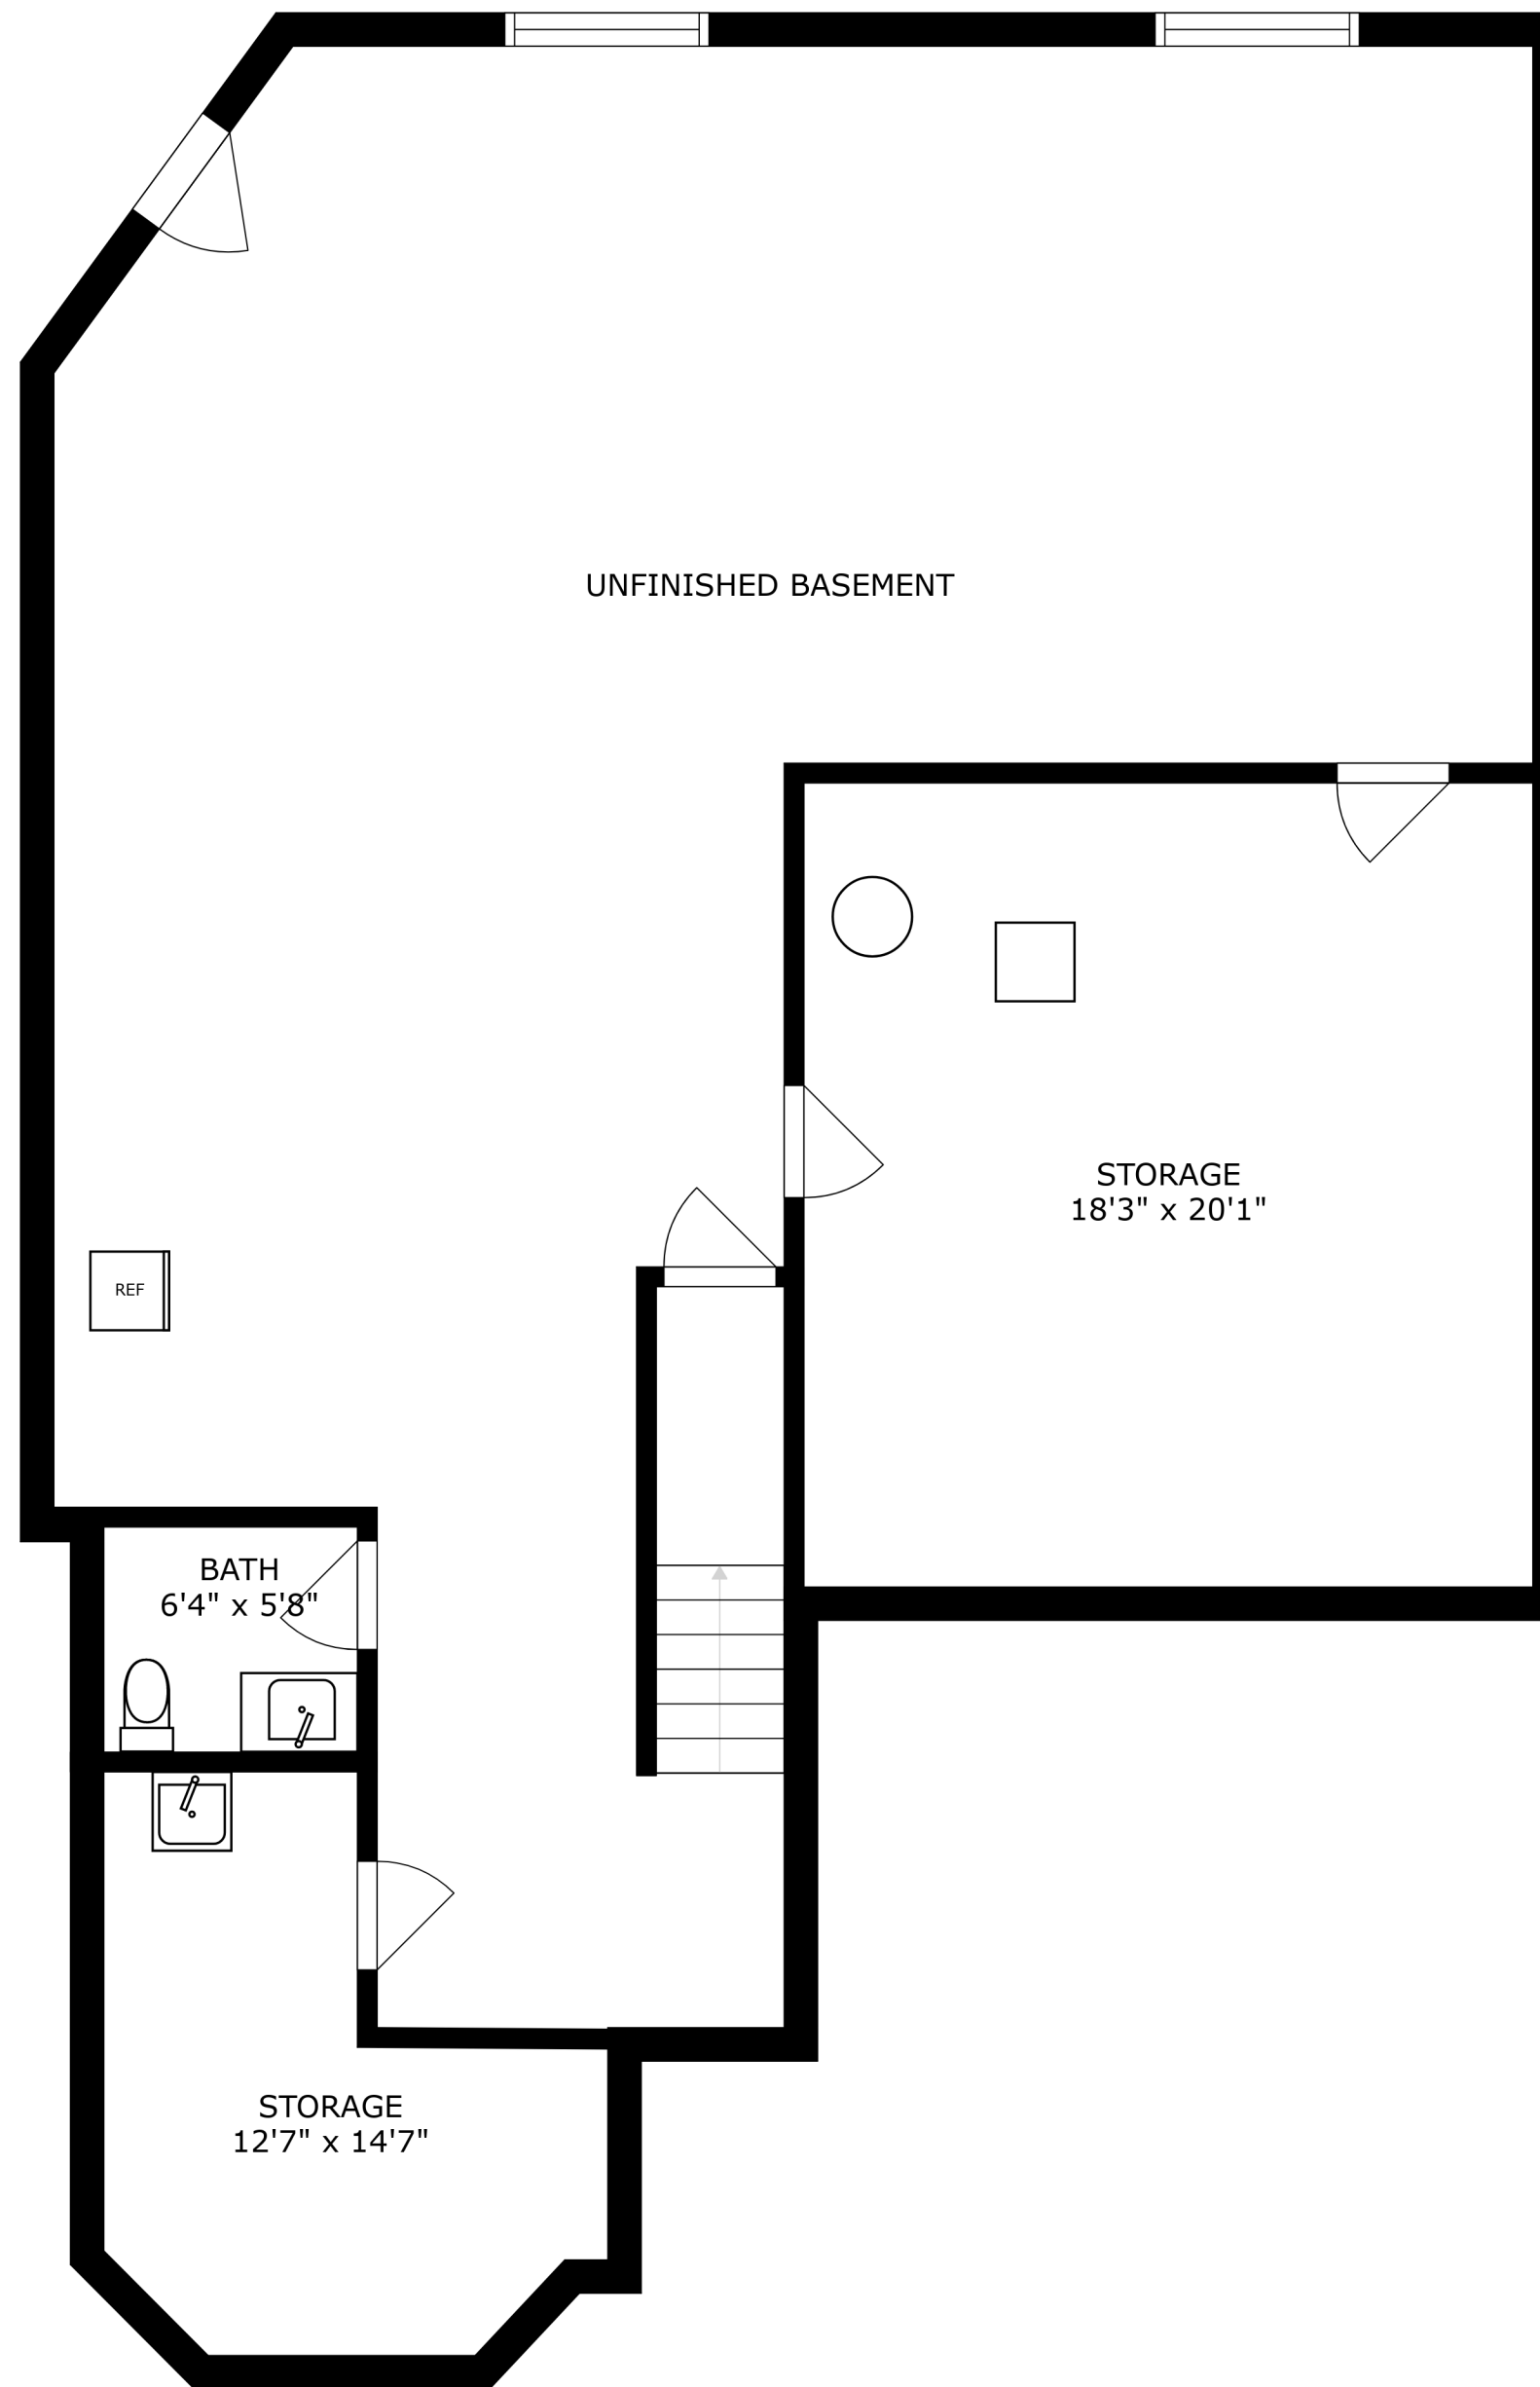 UNFINISHED BASEMENT
STORAGE
18'3" x 20'1"
REF
BATH
6'4" x 5'8"
STORAGE
12'7" x 14'7"